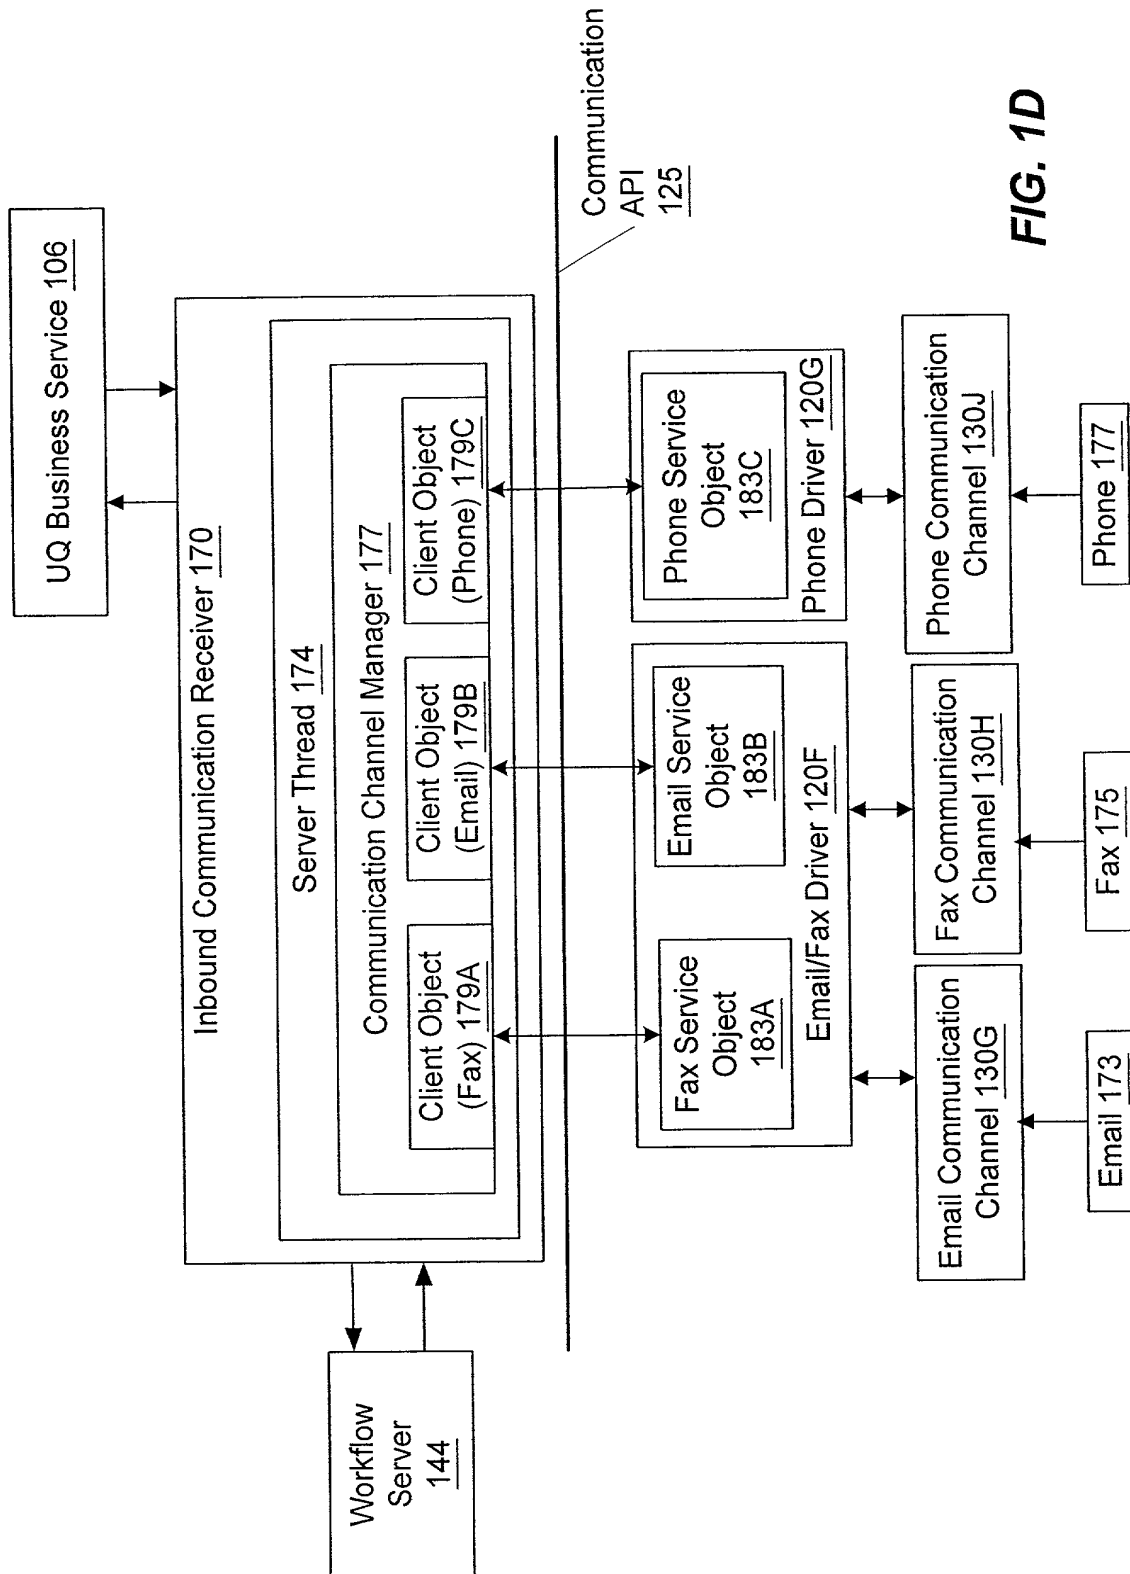 UQ Business Service 106
Inbound Communication Receiver 170
Server Thread 174
Communication Channel Manager 177
Client Object
(Fax) 179A
Client Object
(Email) 179B
Client Object
(Phone) 179C
Workflow
Server
144
Communication
API
125
Fax Service
Object
183A
Email Service
Object
183B
Email/Fax Driver 120F
Phone Service
Object
183C
Phone Driver 120G
Email Communication
Channel 130G
Fax Communication
Channel 130H
Phone Communication
Channel 130J
Email 173
Fax 175
Phone 177
FIG. 1D